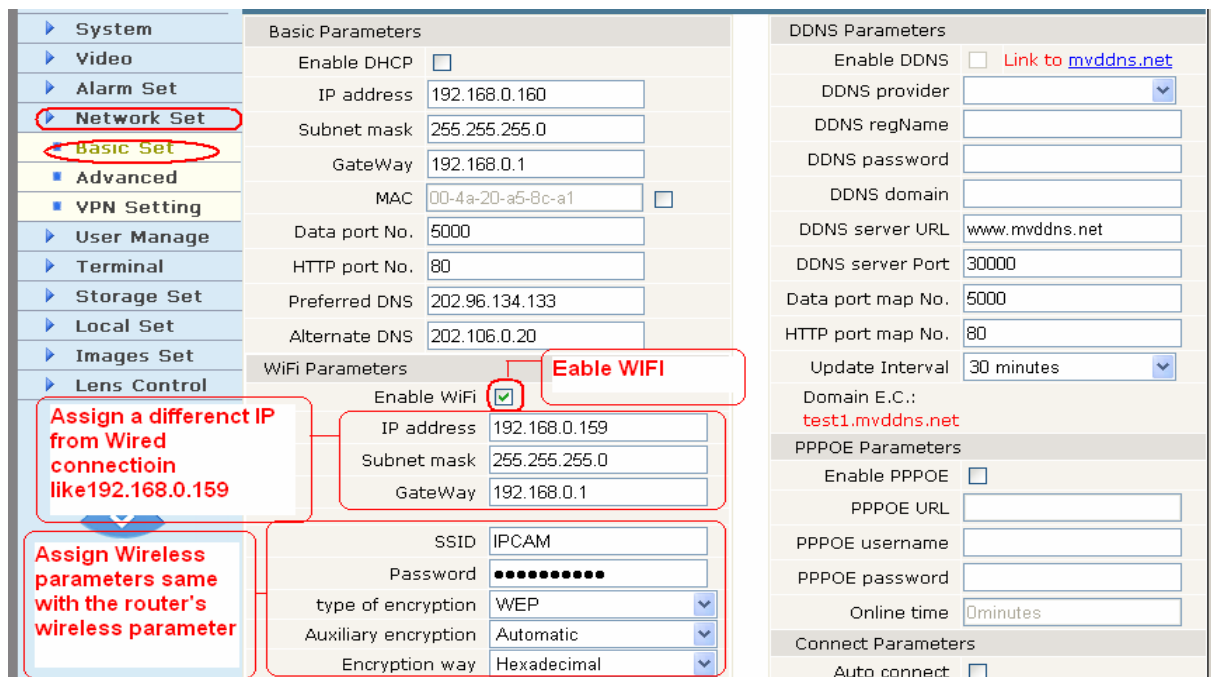 System
Video
Alarm Set
Network Set
Basic Set
Advanced
VPN Setting
User Manage
Terminal
Storage Set
Local Set
Images Set
Lens Control
Assign a differenct IP
from Wired
connectioin
like192.168.0.159
Assign Wireless
parameters same
with the router's
wireless parameter
Basic Parameters
Enable DHCP
IP address 192.168.0.160
Subnet mask 255.255.255.0
GateWay 192.168.0.1
MAC 00-4a-20-a5-8c-a1
Data port No. 5000
HTTP port No. 80
Preferred DNS 202.96.134.133
Alternate DNS 202.106.0.20
WiFi Parameters
Eable WIFI
Enable WiFi
IP address 192.168.0.159
Subnet mask 255.255.255.0
GateWay 192.168.0.1
SSID IPCAM
Password ●●●●●●●●●●
type of encryption WEP
Auxiliary encryption Automatic
Encryption way Hexadecimal
DDNS Parameters
Enable DDNS Link to mvddns.net
DDNS provider
DDNS regName
DDNS password
DDNS domain
DDNS server URL www.mvddns.net
DDNS server Port 30000
Data port map No. 5000
HTTP port map No. 80
Update Interval 30 minutes
Domain E.C.:
test1.mvddns.net
PPPOE Parameters
Enable PPPOE
PPPOE URL
PPPOE username
PPPOE password
Online time 0minutes
Connect Parameters
Auto connect